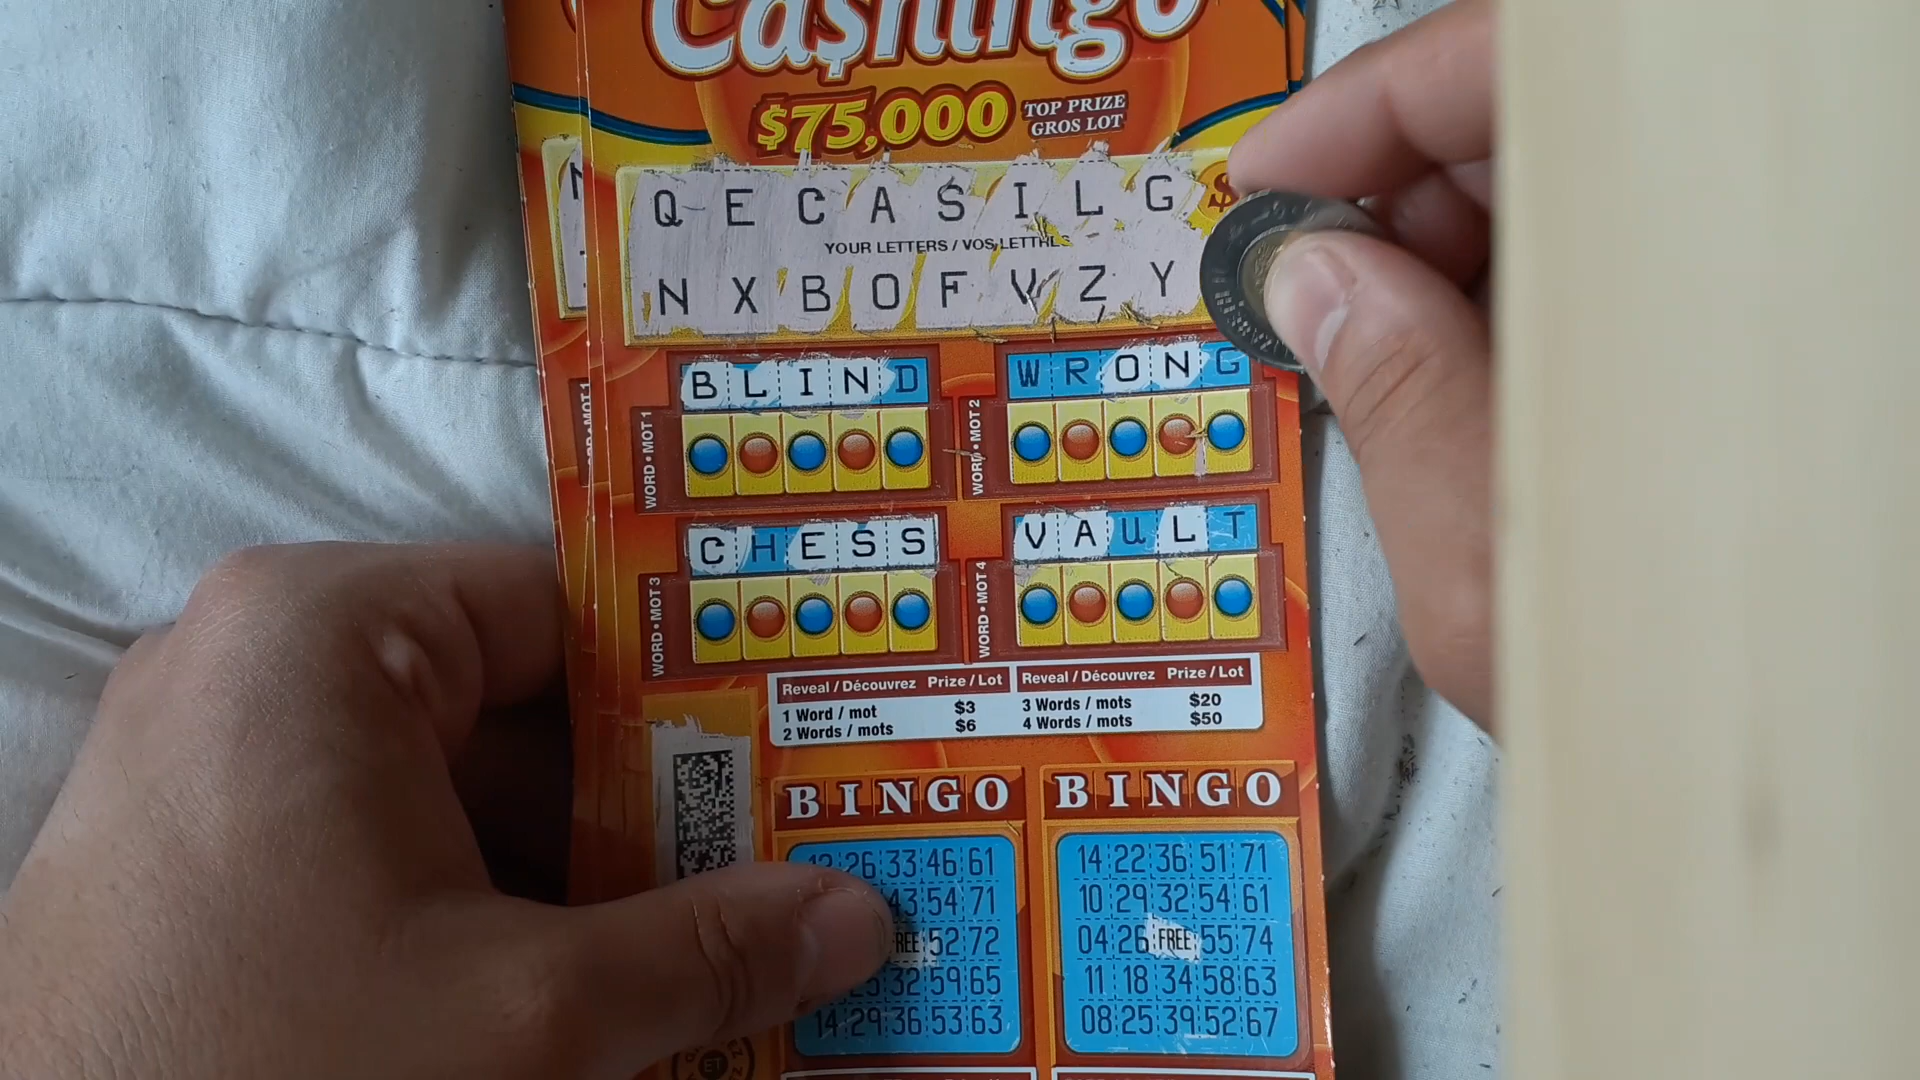 Ca$hingo
$75,000 TOP PRIZE
GROS LOT
Q E C A S I L G $
YOUR LETTERS / VOS LETTRES
N X B O F V Z Y
WORD • MOT 1
BLIND
WORD • MOT 2
WRONG
WORD • MOT 3
CHESS
WORD • MOT 4
VAULT
Reveal / Découvrez Prize / Lot Reveal / Découvrez Prize / Lot
1 Word / mot $3 3 Words / mots $20
2 Words / mots $6 4 Words / mots $50
BINGO
26 33 46 61
43 54 71
52 72
32 59 65
14 29 36 53 63
BINGO
14 22 36 51 71
10 29 32 54 61
04 26 FREE 55 74
11 18 34 58 63
08 25 39 52 67